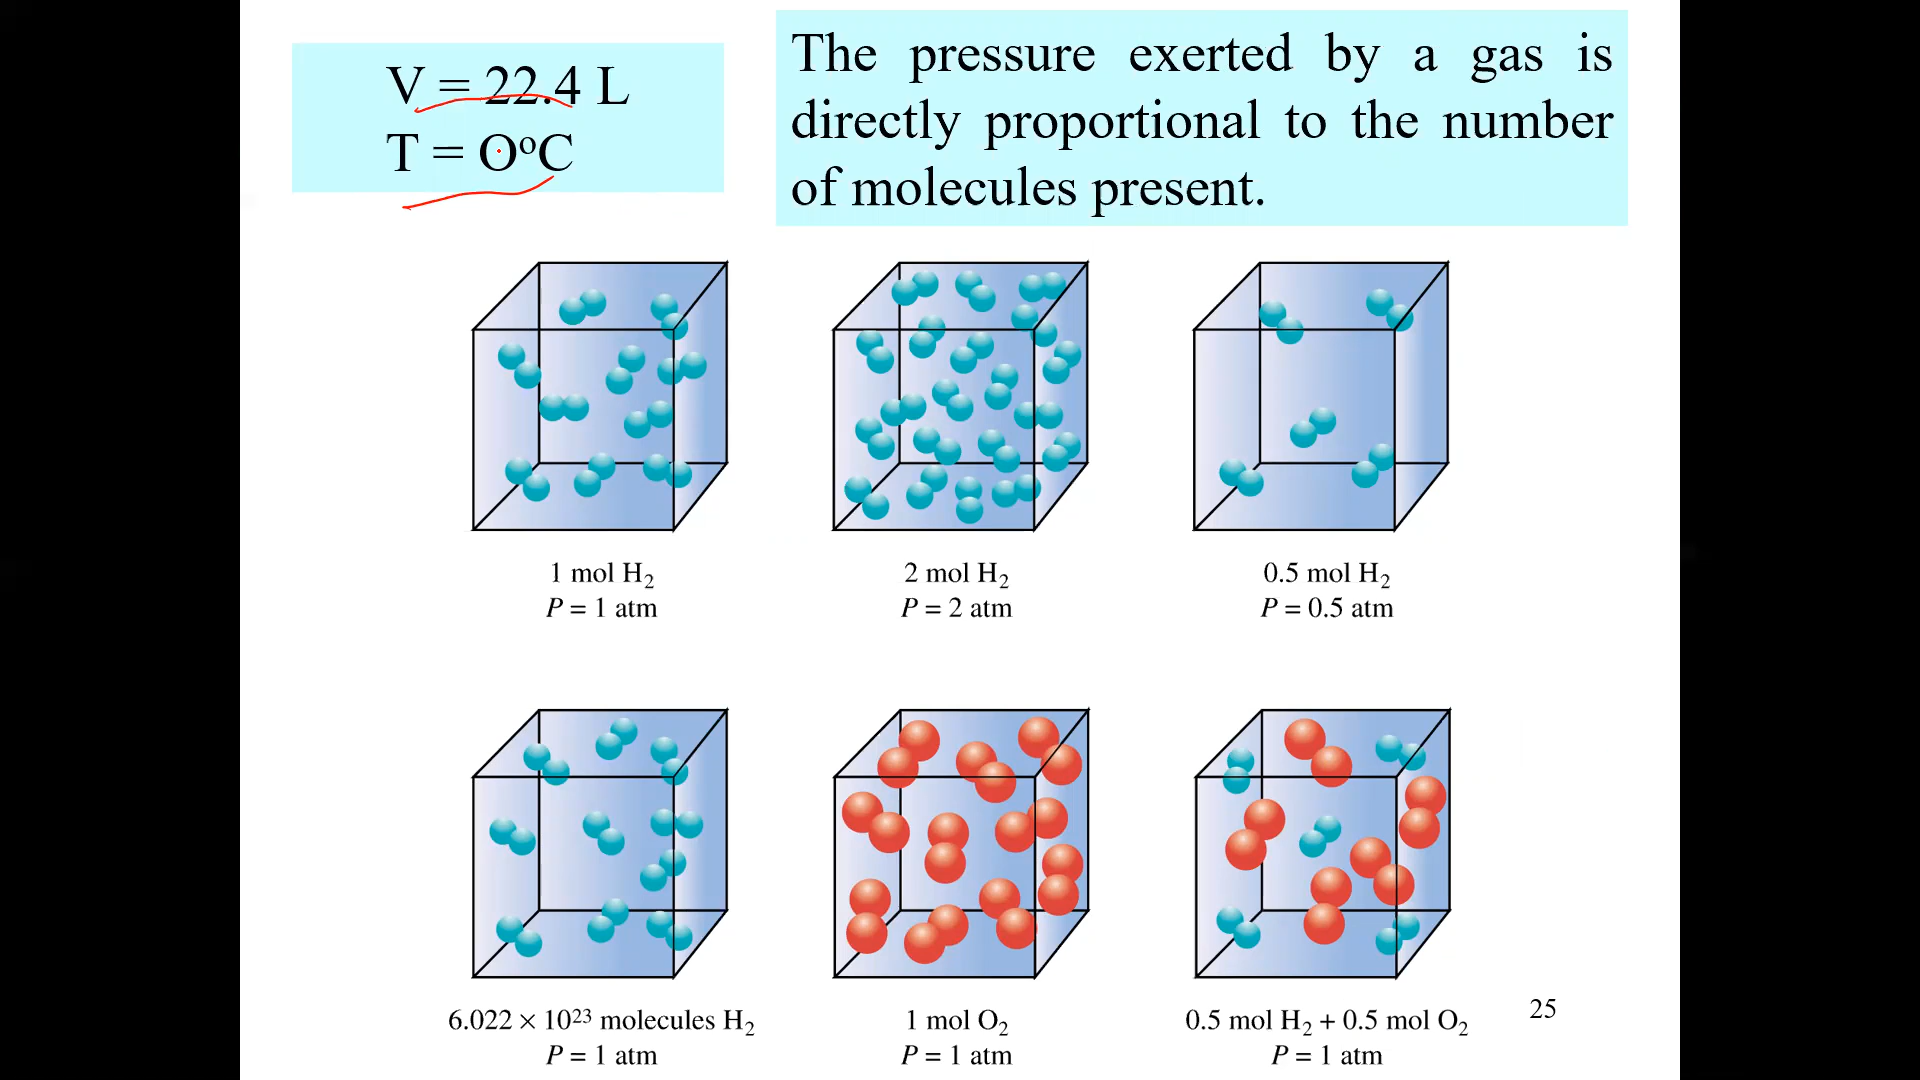 V = 22.4 L
T = O°C
The pressure exerted by a gas is
directly proportional to the number
of molecules present.
1 mol H₂
P = 1 atm
2 mol H₂
P = 2 atm
0.5 mol H₂
P = 0.5 atm
6.022 × 10²³ molecules H₂
P = 1 atm
1 mol O₂
P = 1 atm
0.5 mol H₂ + 0.5 mol O₂
P = 1 atm
25